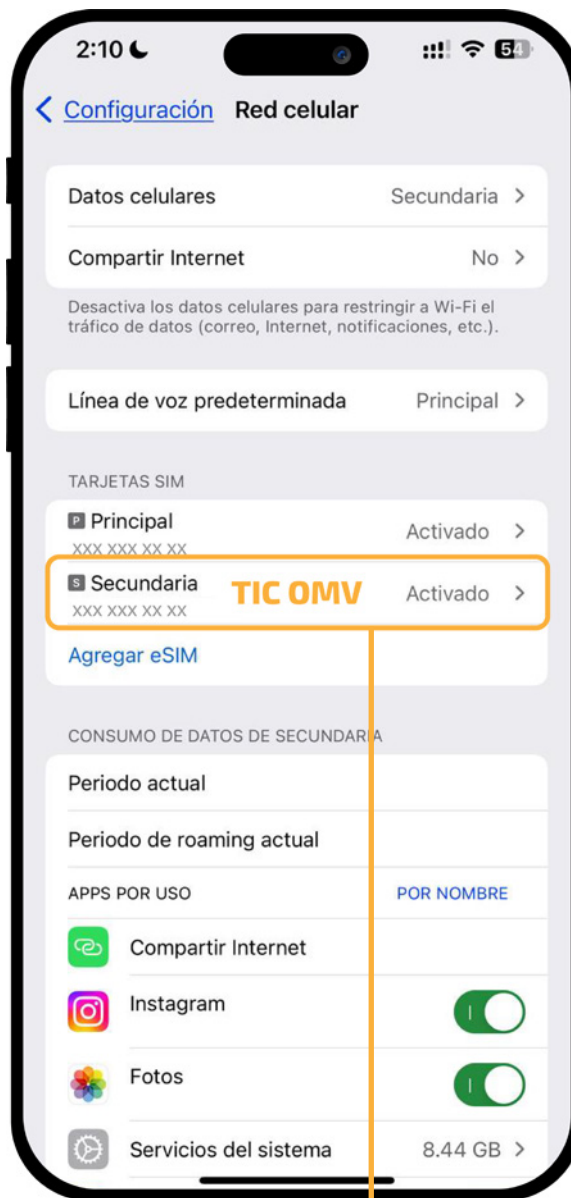 2:10 54
Configuración Red celular
Datos celulares Secundaria
Compartir Internet No
Desactiva los datos celulares para restringir a Wi-Fi el
tráfico de datos (correo, Internet, notificaciones, etc.).
Línea de voz predeterminada Principal
TARJETAS SIM
P Principal Activado
XXX XXX XX XX
S Secundaria TIC OMV Activado
XXX XXX XX XX
Agregar eSIM
CONSUMO DE DATOS DE SECUNDARIA
Periodo actual
Periodo de roaming actual
APPS POR USO POR NOMBRE
Compartir Internet
Instagram
Fotos
Servicios del sistema 8.44 GB